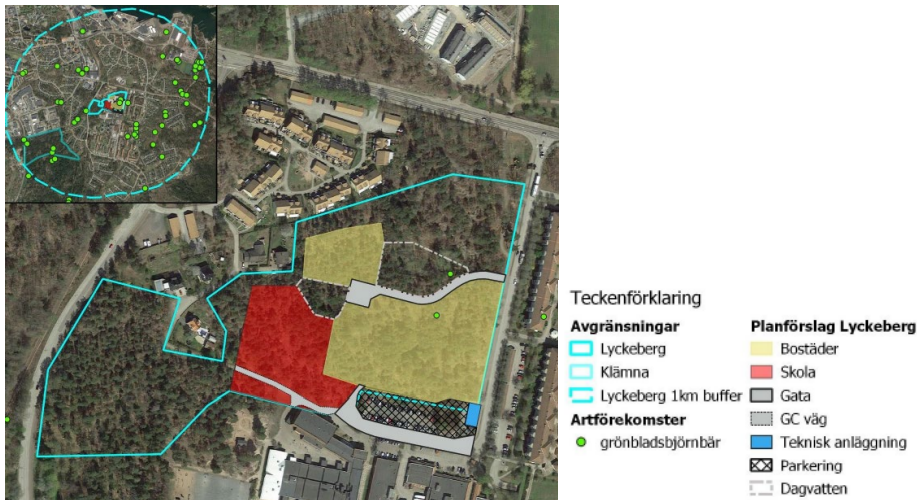 Teckenförklaring
Avgränsningar
Lyckeberg
Klämna
Lyckeberg 1km buffer
Artförekomster
grönbladsbjörnbär
Planförslag Lyckeberg
Bostäder
Skola
Gata
GC väg
Teknisk anläggning
Parkering
Dagvatten